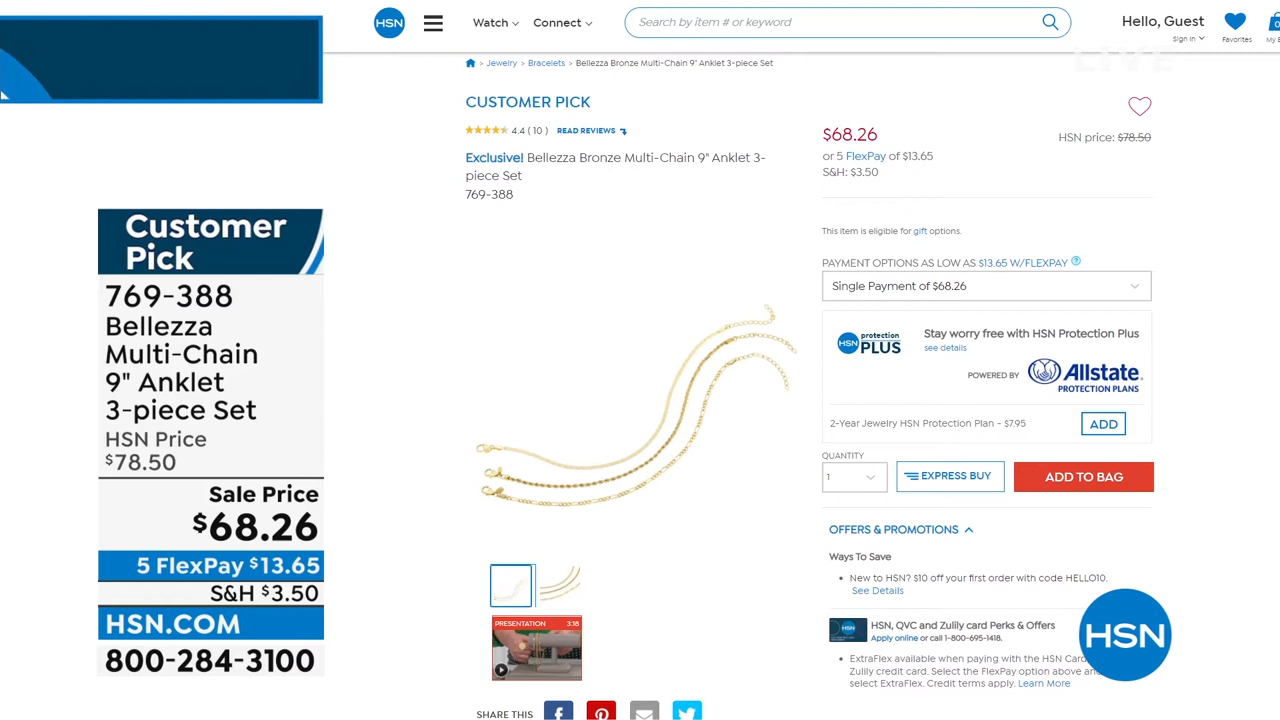 HSN
Watch
Connect
Search by item # or keyword
Hello, Guest
Sign In
Favorites
0
LIVE
> Jewelry > Bracelets > Bellezza Bronze Multi-Chain 9" Anklet 3-piece Set
CUSTOMER PICK
4.4 ( 10 ) READ REVIEWS
Exclusive! Bellezza Bronze Multi-Chain 9" Anklet 3-
piece Set
769-388
$68.26
HSN price: $78.50
or 5 FlexPay of $13.65
S&H: $3.50
This item is eligible for gift options.
PAYMENT OPTIONS AS LOW AS $13.65 W/FLEXPAY ?
Single Payment of $68.26
HSN protection PLUS
Stay worry free with HSN Protection Plus
see details
POWERED BY Allstate.
PROTECTION PLANS
2-Year Jewelry HSN Protection Plan - $7.95
ADD
QUANTITY
1
EXPRESS BUY
ADD TO BAG
OFFERS & PROMOTIONS
Ways To Save
• New to HSN? $10 off your first order with code HELLO10.
See Details
HSN, QVC and Zulily card Perks & Offers
Apply online or call 1-800-695-1418.
• ExtraFlex available when paying with the HSN Card
Zulily credit card. Select the FlexPay option above and
select ExtraFlex. Credit terms apply. Learn More
HSN
PRESENTATION 3:18
SHARE THIS
Customer
Pick
769-388
Bellezza
Multi-Chain
9" Anklet
3-piece Set
HSN Price
$78.50
Sale Price
$68.26
5 FlexPay $13.65
S&H $3.50
HSN.COM
800-284-3100